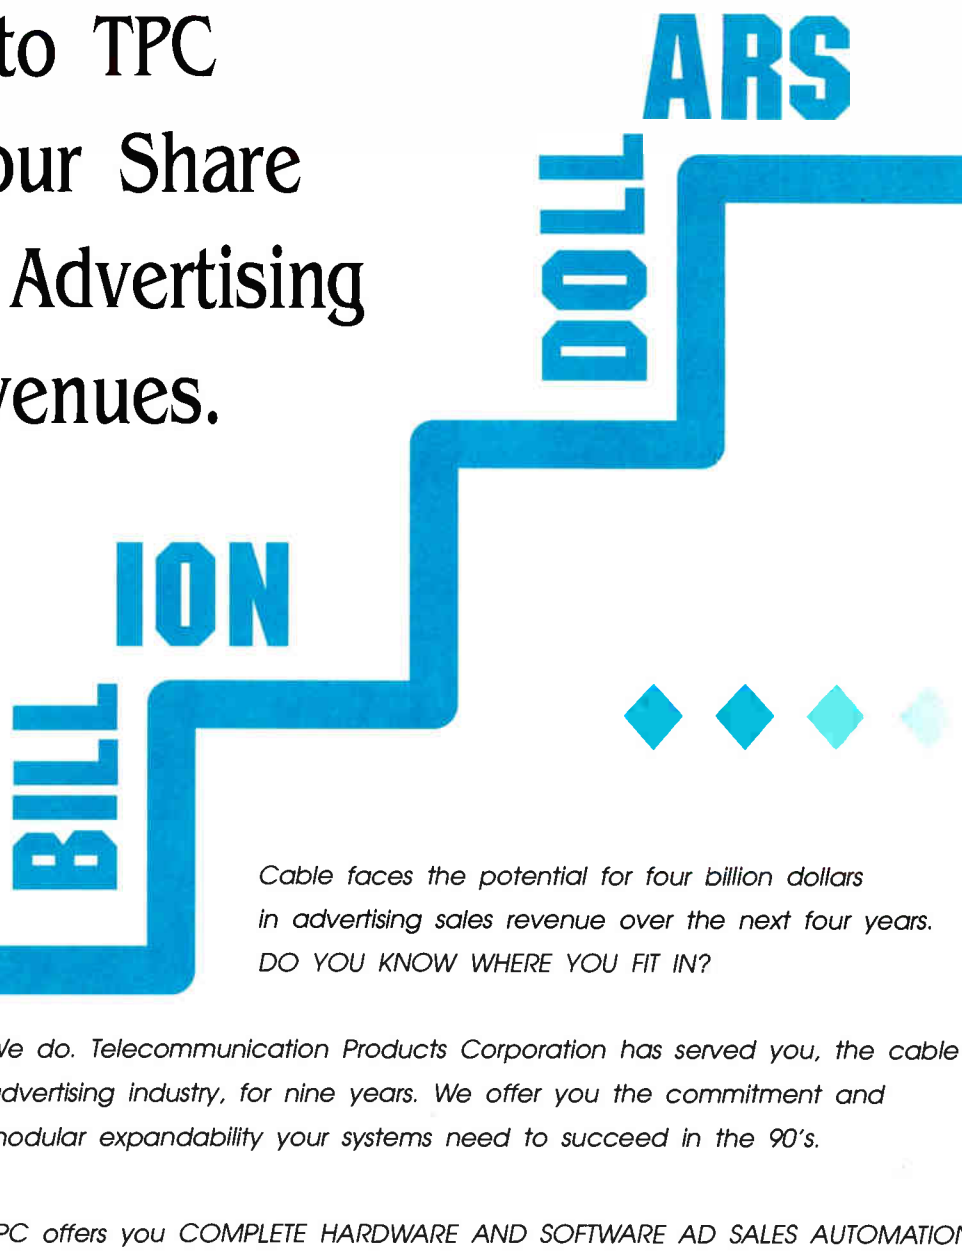 to TPC
our Share
Advertising
venues.
BILL
ION
DOLL
ARS
Cable faces the potential for four billion dollars
in advertising sales revenue over the next four years.
DO YOU KNOW WHERE YOU FIT IN?
We do. Telecommunication Products Corporation has served you, the cable
advertising industry, for nine years. We offer you the commitment and
modular expandability your systems need to succeed in the 90's.
PC offers you COMPLETE HARDWARE AND SOFTWARE AD SALES AUTOMATION